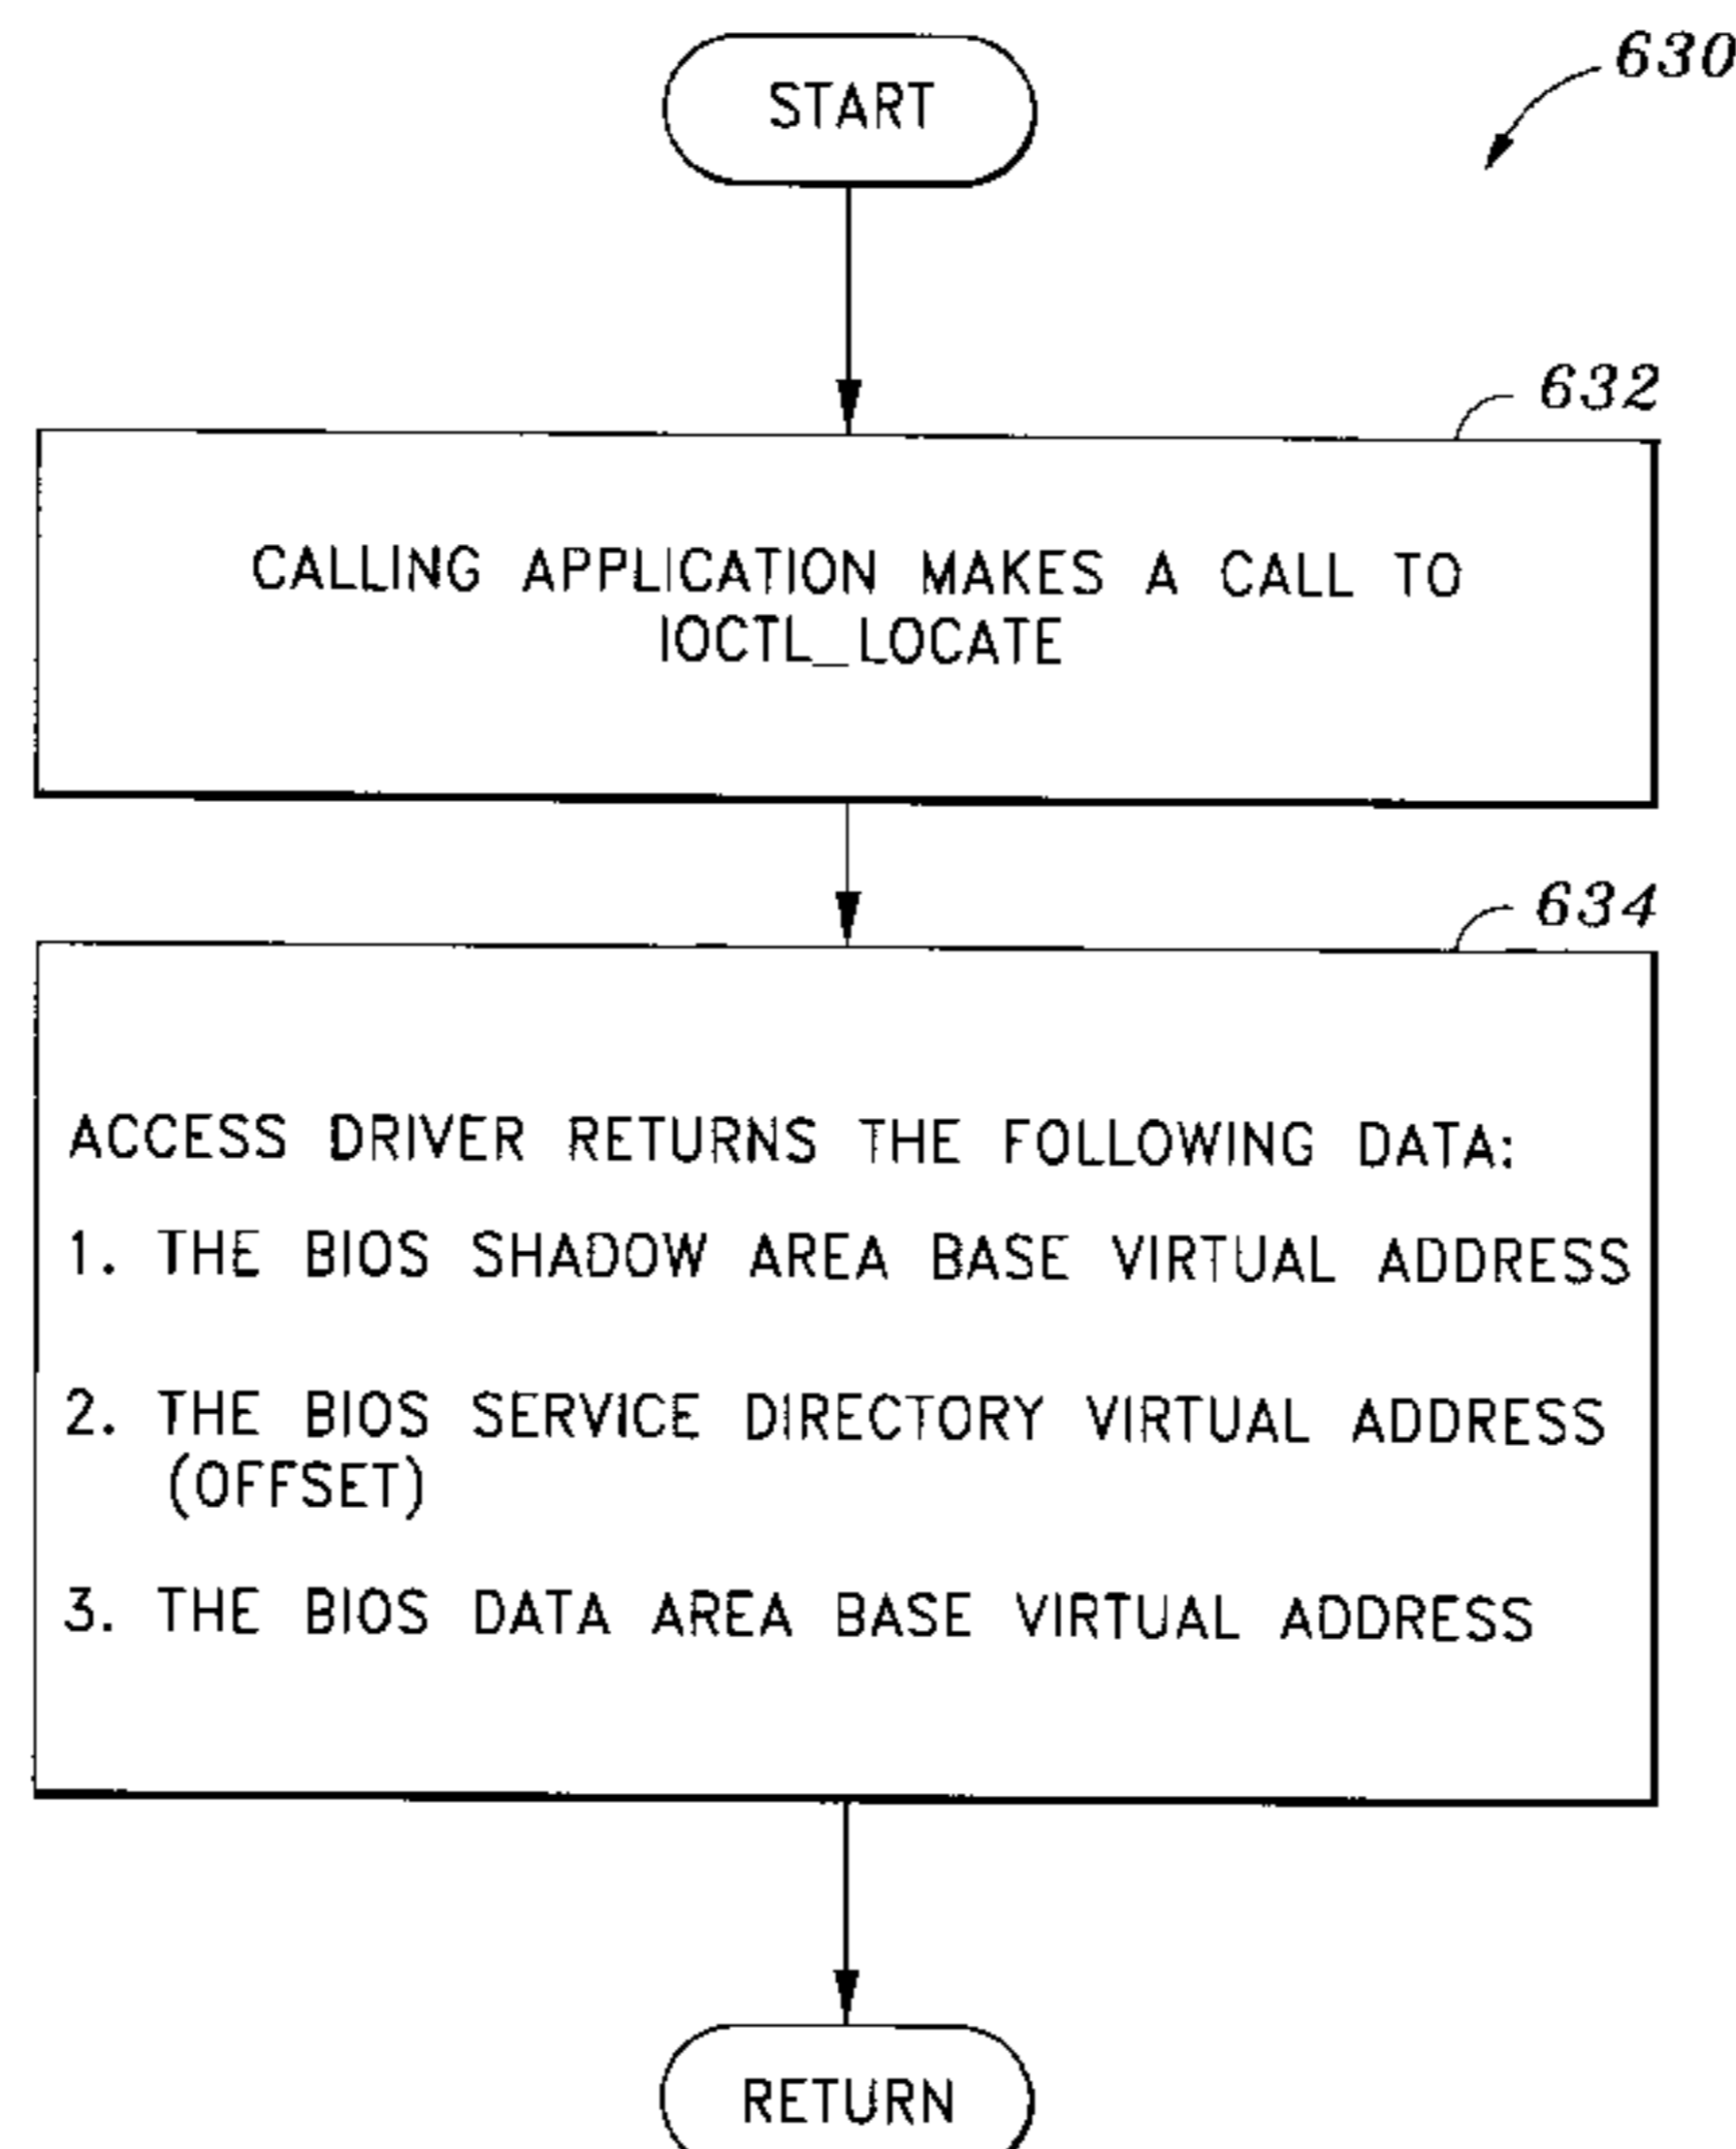 START
630
632
CALLING APPLICATION MAKES A CALL TO
IOCTL_LOCATE
634
ACCESS DRIVER RETURNS THE FOLLOWING DATA:
1. THE BIOS SHADOW AREA BASE VIRTUAL ADDRESS
2. THE BIOS SERVICE DIRECTORY VIRTUAL ADDRESS
(OFFSET)
3. THE BIOS DATA AREA BASE VIRTUAL ADDRESS
RETURN